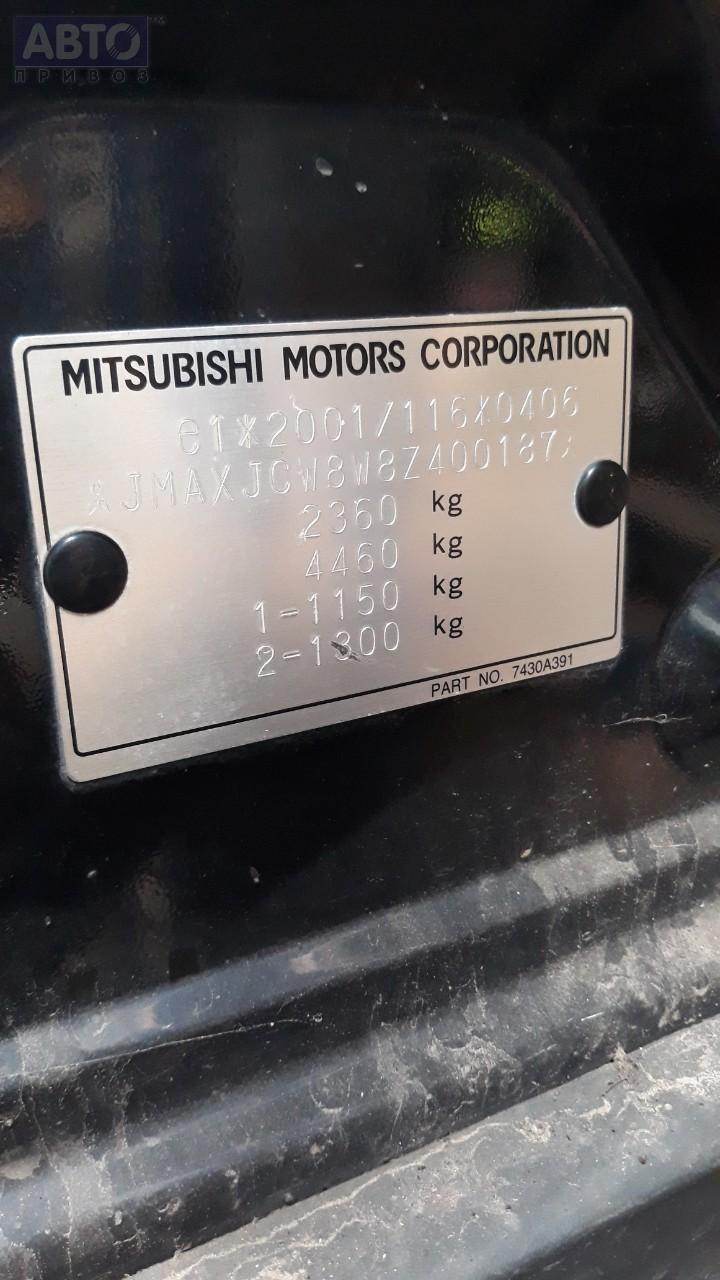 АВТО
ПРИВОЗ
MITSUBISHI MOTORS CORPORATION
e1*2001/116*0406
*JMAXJCW8W8Z400187*
2360 kg
4460 kg
1-1150 kg
2-1300 kg
PART NO. 7430A391